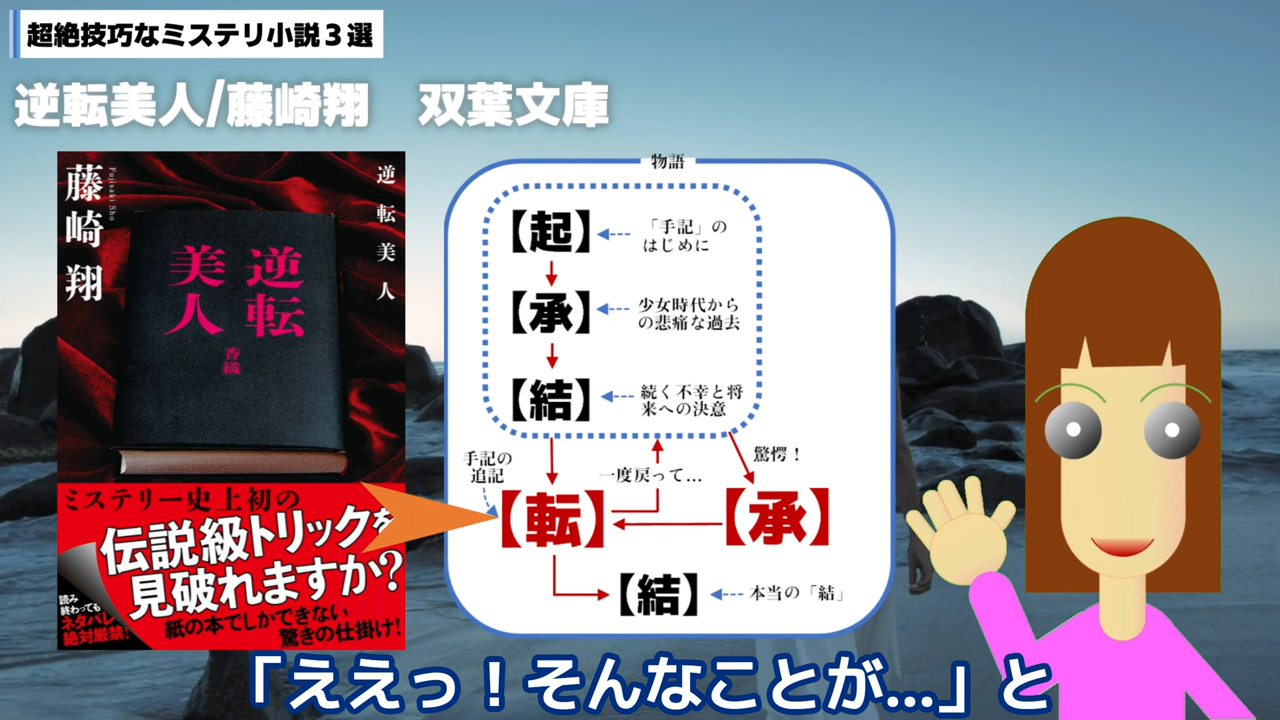 超絶技巧なミステリ小説３選
逆転美人/藤崎翔　双葉文庫
藤崎翔
Fujisaki Sho
逆転美人
逆転
美人
香織
ミステリー史上初の
伝説級トリックを
見破れますか?
紙の本でしかできない
驚きの仕掛け!
読み
終わっても
ネタバレ
絶対厳禁!
物語
【起】
「手記」の
はじめに
【承】
少女時代から
の悲痛な過去
【結】
続く不幸と将
来への決意
手記の
追記
一度戻って…
驚愕！
【転】
【承】
【結】
本当の「結」
「ええっ！そんなことが…」と